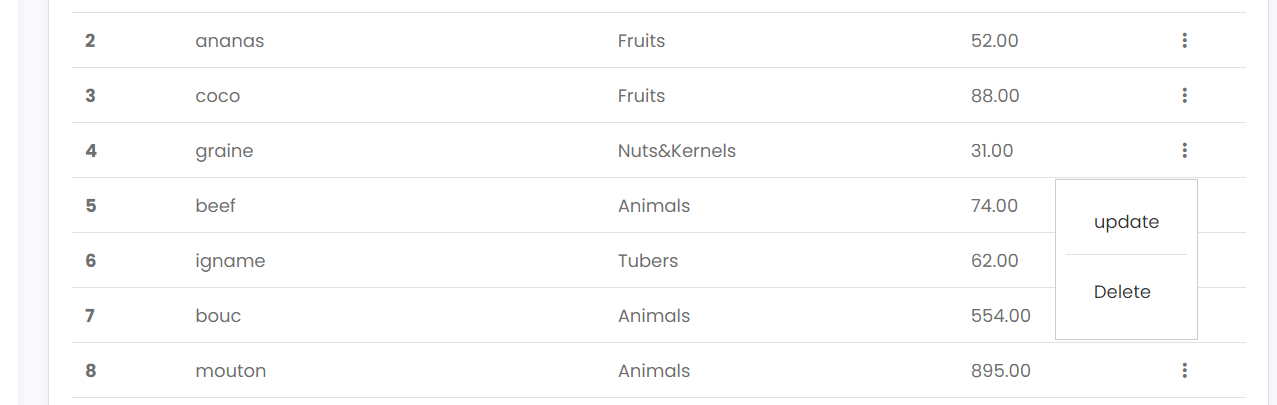 2 ananas Fruits 52.00
3 coco Fruits 88.00
4 graine Nuts&Kernels 31.00
5 beef Animals 74.00
update
6 igname Tubers 62.00
Delete
7 bouc Animals 554.00
8 mouton Animals 895.00